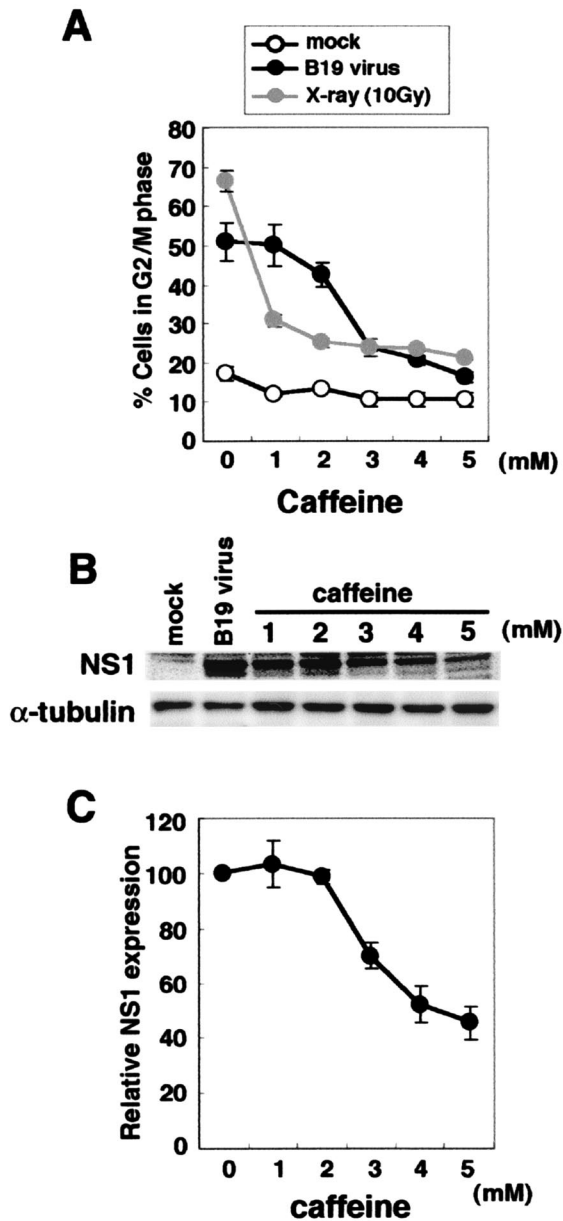 A
mock
B19 virus
X-ray (10Gy)
% Cells in G2/M phase
80
70
60
50
40
30
20
10
0
0 1 2 3 4 5 (mM)
Caffeine
B
mock
B19 virus
caffeine
1 2 3 4 5 (mM)
NS1
α-tubulin
C
Relative NS1 expression
120
100
80
60
40
20
0
0 1 2 3 4 5 (mM)
caffeine